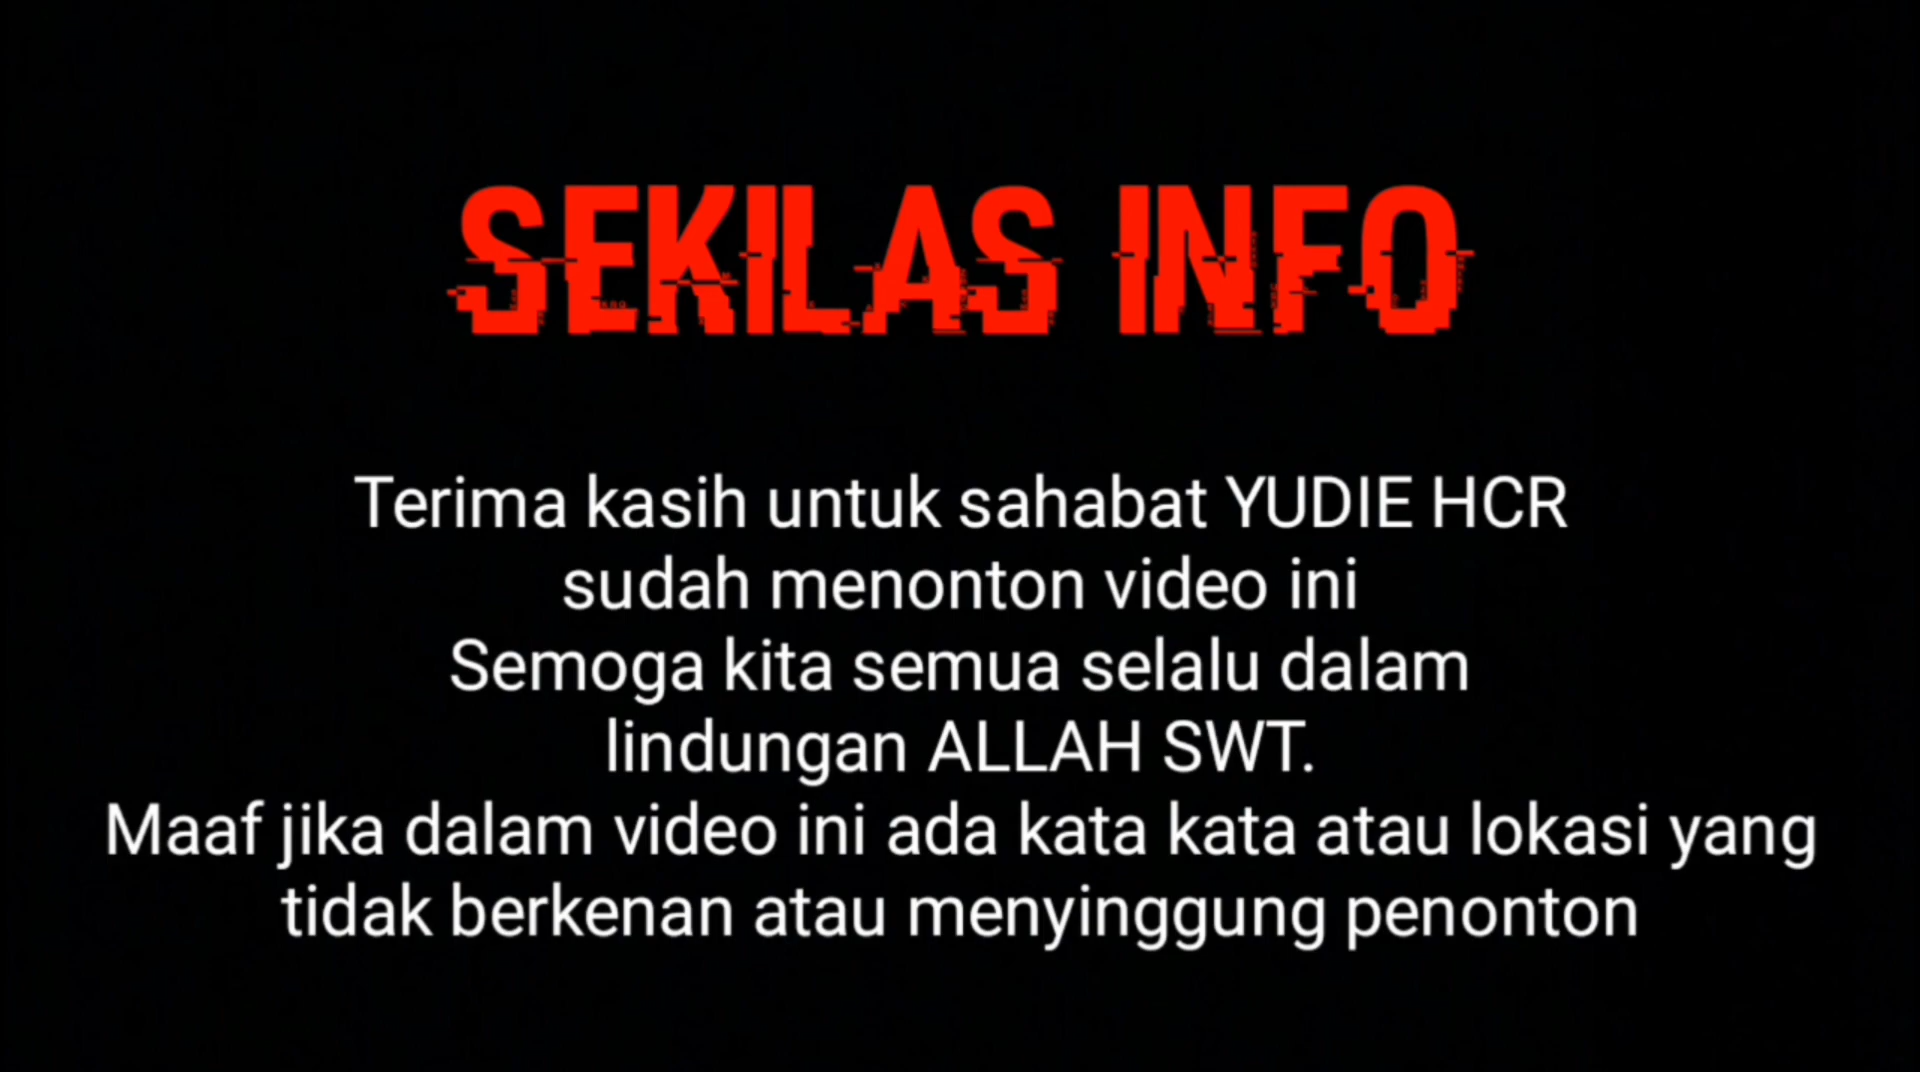 SEKILAS INFO
Terima kasih untuk sahabat YUDIE HCR
sudah menonton video ini
Semoga kita semua selalu dalam
lindungan ALLAH SWT.
Maaf jika dalam video ini ada kata kata atau lokasi yang
tidak berkenan atau menyinggung penonton